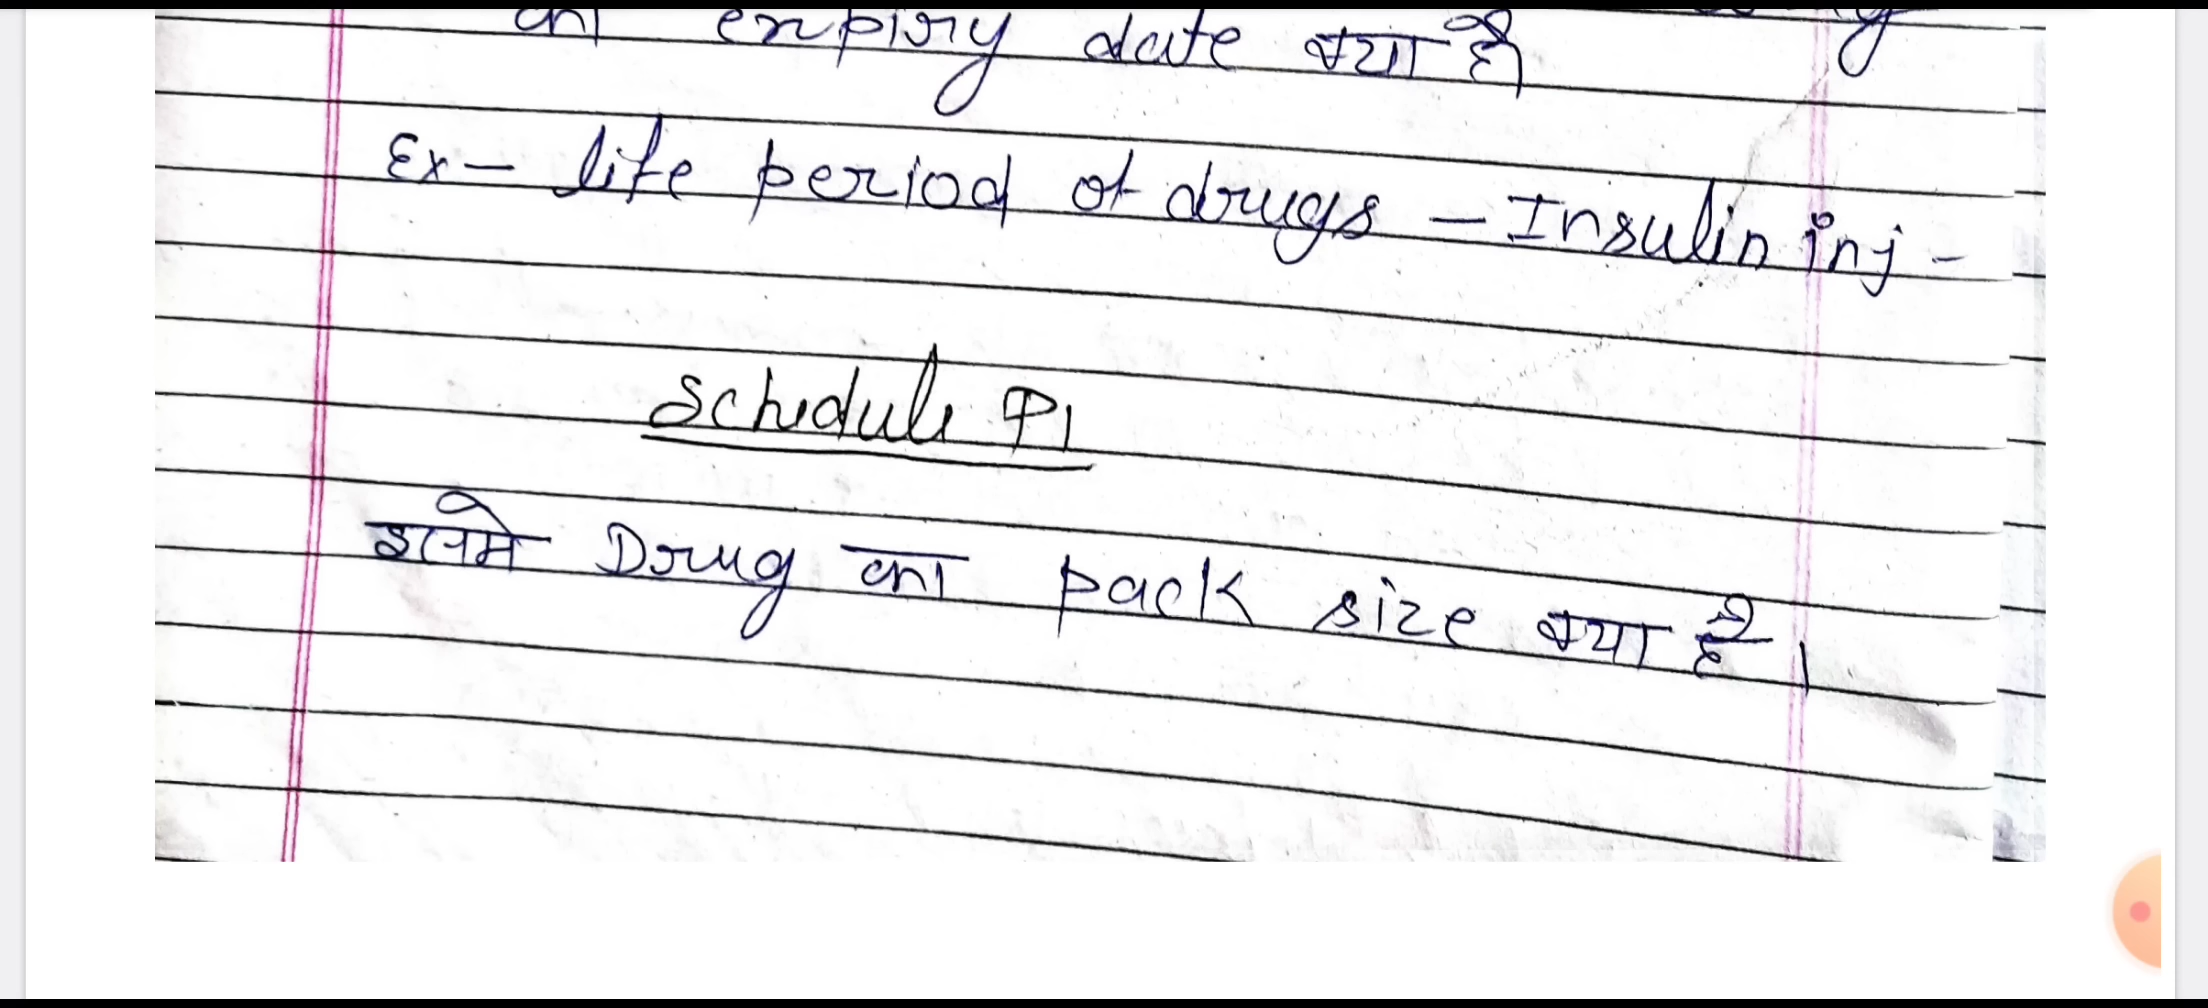 का expiry date क्या है
Ex- life period of drugs - Insulin inj -
Schedule P1
इसमे Drug का pack size क्या है।